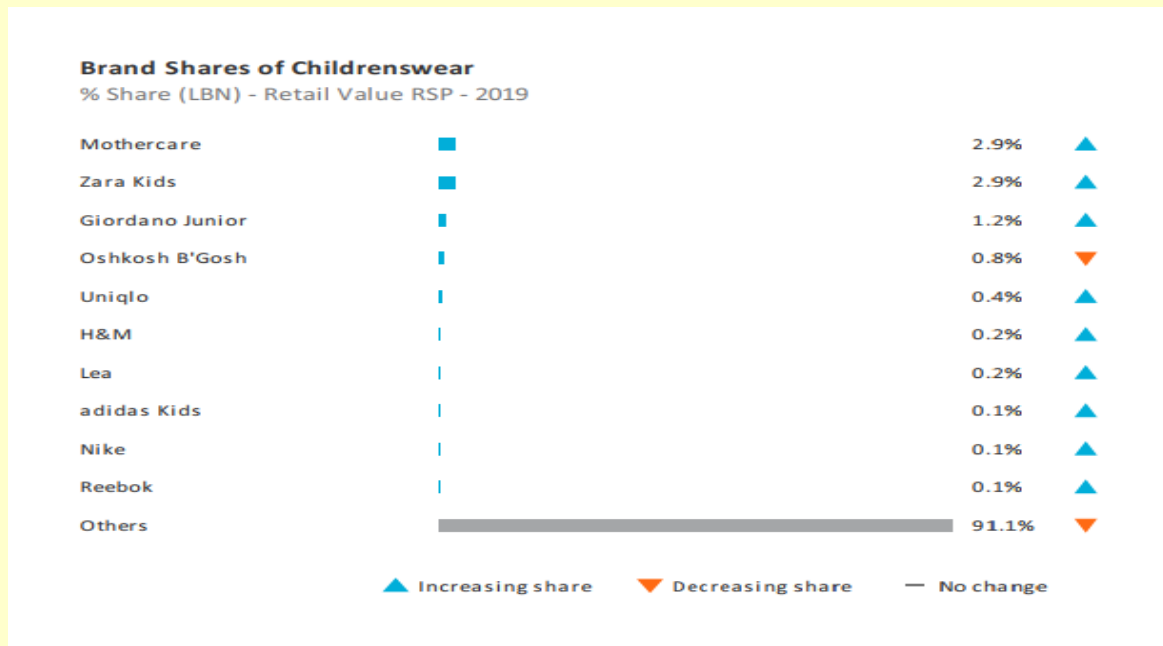 Brand Shares of Childrenswear
% Share (LBN) - Retail Value RSP - 2019
Mothercare 2.9%
Zara Kids 2.9%
Giordano Junior 1.2%
Oshkosh B'Gosh 0.8%
Uniqlo 0.4%
H&M 0.2%
Lea 0.2%
adidas Kids 0.1%
Nike 0.1%
Reebok 0.1%
Others 91.1%
Increasing share Decreasing share No change